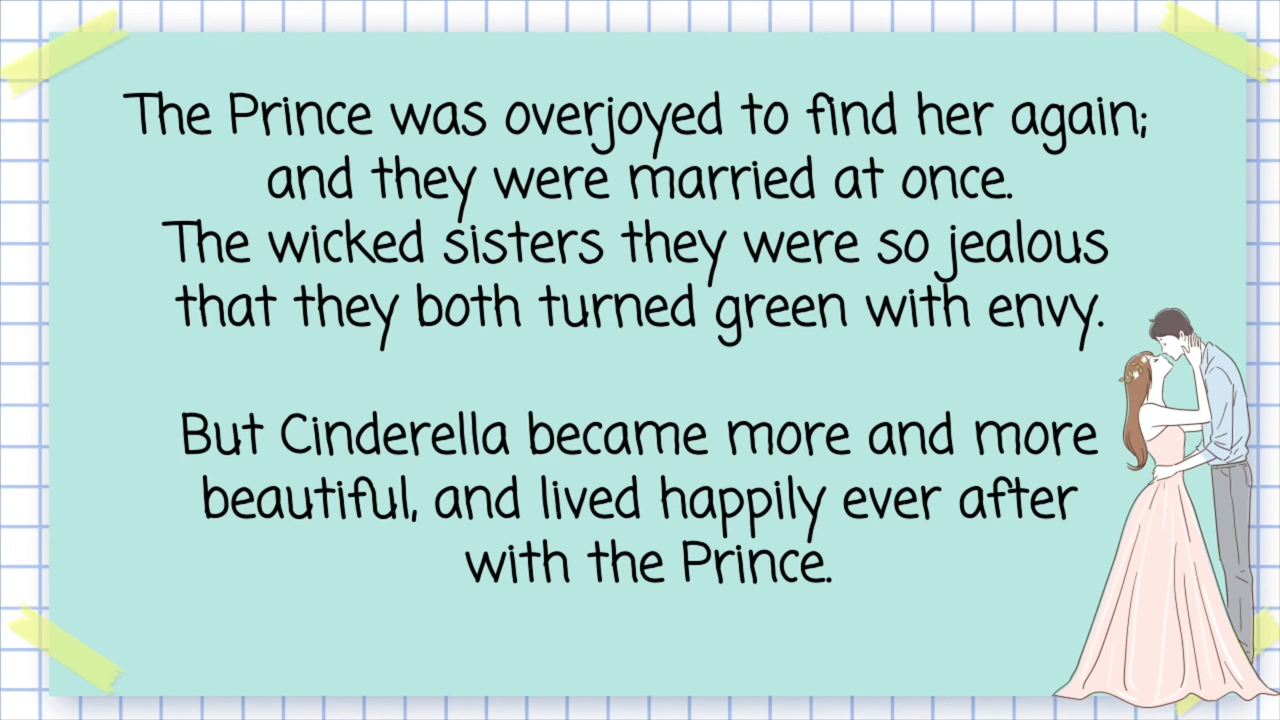 The Prince was overjoyed to find her again;
and they were married at once.
The wicked sisters they were so jealous
that they both turned green with envy.
But Cinderella became more and more
beautiful, and lived happily ever after
with the Prince.